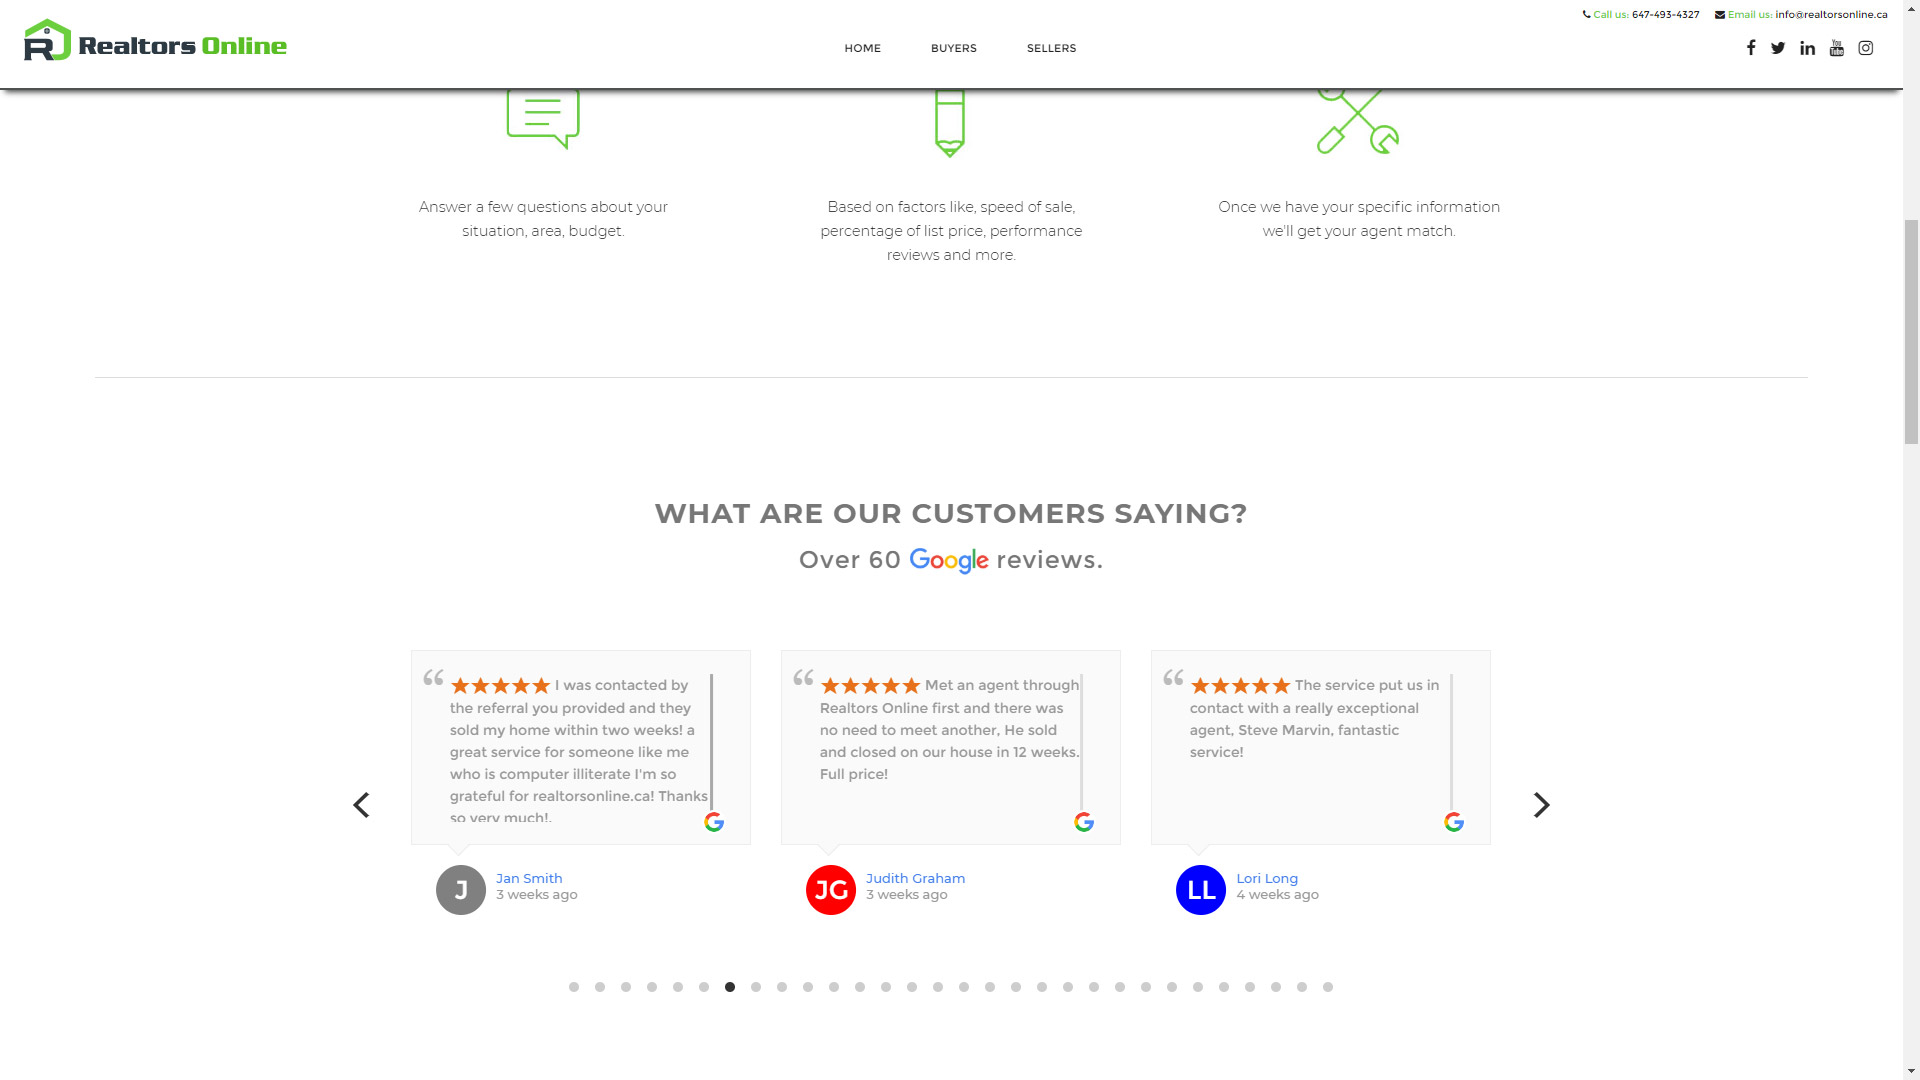 Call us: 647-493-4327 Email us: info@realtorsonline.ca
Realtors Online
HOME BUYERS SELLERS
Answer a few questions about your
situation, area, budget.
Based on factors like, speed of sale,
percentage of list price, performance
reviews and more.
Once we have your specific information
we'll get your agent match.
WHAT ARE OUR CUSTOMERS SAYING?
Over 60 Google reviews.
I was contacted by
the referral you provided and they
sold my home within two weeks! a
great service for someone like me
who is computer illiterate I'm so
grateful for realtorsonline.ca! Thanks
so very much!.
J
Jan Smith
3 weeks ago
Met an agent through
Realtors Online first and there was
no need to meet another, He sold
and closed on our house in 12 weeks.
Full price!
JG
Judith Graham
3 weeks ago
The service put us in
contact with a really exceptional
agent, Steve Marvin, fantastic
service!
LL
Lori Long
4 weeks ago